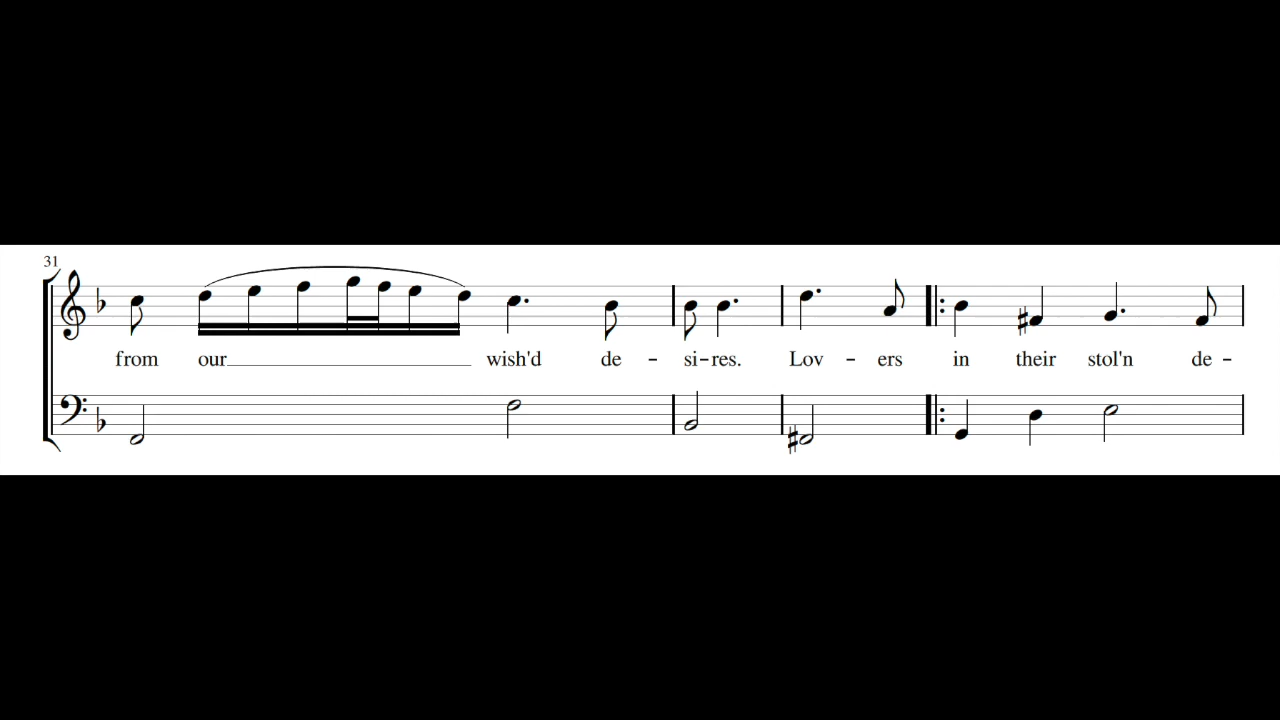 31
from our wish'd de - si-res. Lov - ers in their stol'n de -